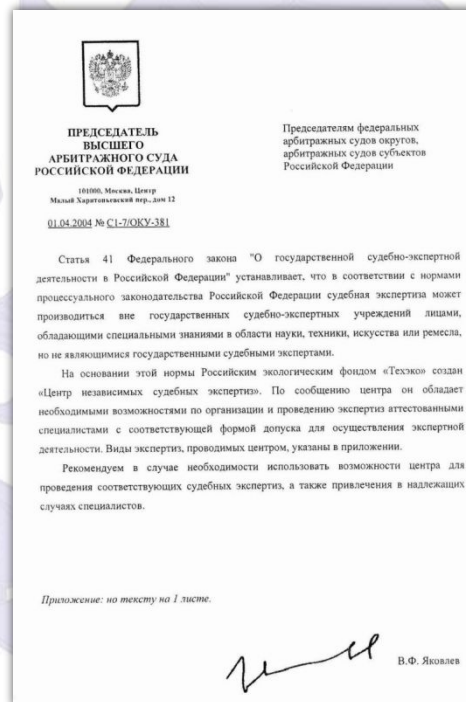 ПРЕДСЕДАТЕЛЬ
ВЫСШЕГО
АРБИТРАЖНОГО СУДА
РОССИЙСКОЙ ФЕДЕРАЦИИ
101000, Москва, Центр
Малый Харитоньевский пер., дом 12
01.04.2004 № С1-7/ОКУ-381
Председателям федеральных
арбитражных судов округов,
арбитражных судов субъектов
Российской Федерации
Статья 41 Федерального закона "О государственной судебно-экспертной
деятельности в Российской Федерации" устанавливает, что в соответствии с нормами
процессуального законодательства Российской Федерации судебная экспертиза может
производиться вне государственных судебно-экспертных учреждений лицами,
обладающими специальными знаниями в области науки, техники, искусства или ремесла,
но не являющимися государственными судебными экспертами.
На основании этой нормы Российским экологическим фондом «Техэко» создан
«Центр независимых судебных экспертиз». По сообщению центра он обладает
необходимыми возможностями по организации и проведению экспертиз аттестованными
специалистами с соответствующей формой допуска для осуществления экспертной
деятельности. Виды экспертиз, проводимых центром, указаны в приложении.
Рекомендуем в случае необходимости использовать возможности центра для
проведения соответствующих судебных экспертиз, а также привлечения в надлежащих
случаях специалистов.
Приложение: по тексту на 1 листе.
В.Ф. Яковлев